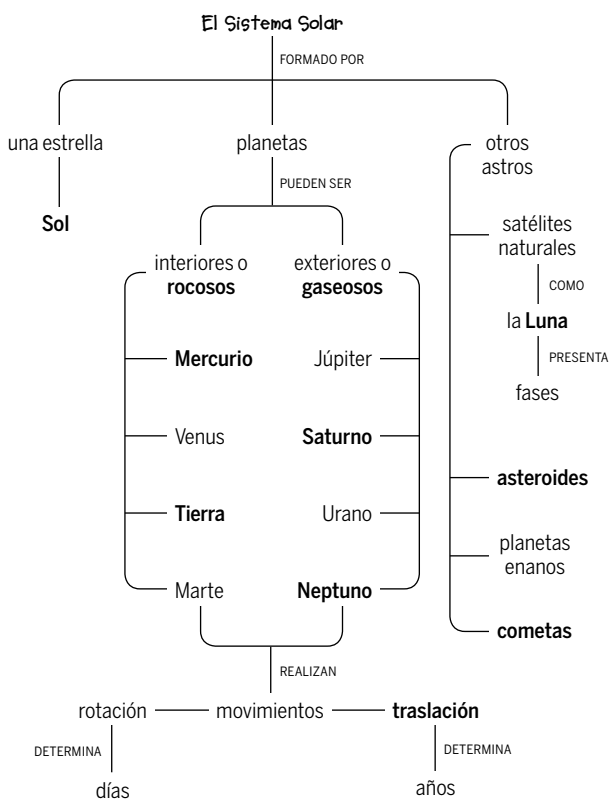 El Sistema Solar
FORMADO POR
una estrella
planetas
otros
astros
PUEDEN SER
Sol
satélites
naturales
interiores o
rocosos
exteriores o
gaseosos
COMO
la Luna
Mercurio
Júpiter
PRESENTA
fases
Venus
Saturno
asteroides
Tierra
Urano
planetas
enanos
Marte
Neptuno
cometas
REALIZAN
rotación
movimientos
traslación
DETERMINA
DETERMINA
días
años